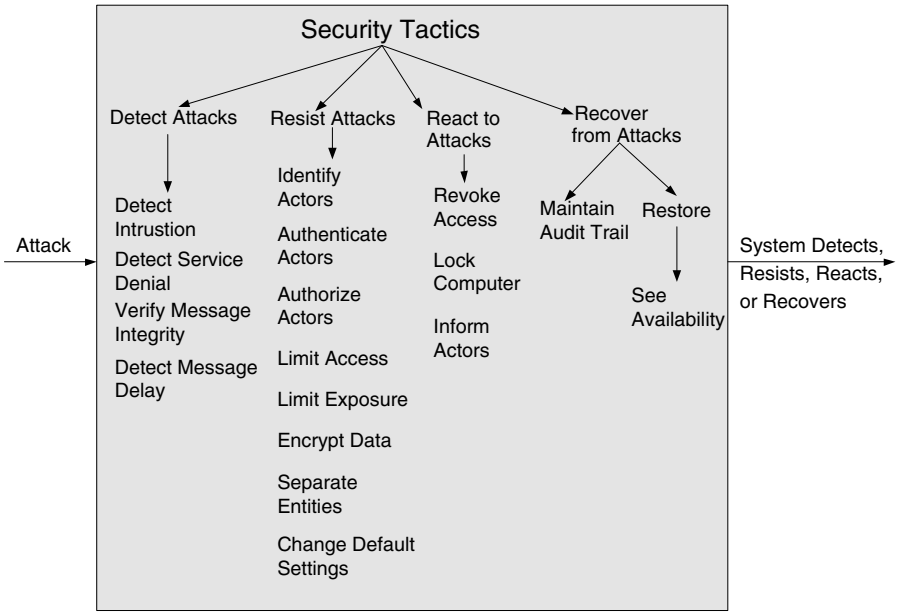 Security Tactics
Detect Attacks
Resist Attacks
React to
Attacks
Recover
from Attacks
Attack
Detect
Intrusion
Detect Service
Denial
Verify Message
Integrity
Detect Message
Delay
Identify
Actors
Authenticate
Actors
Authorize
Actors
Limit Access
Limit Exposure
Encrypt Data
Separate
Entities
Change Default
Settings
Revoke
Access
Lock
Computer
Inform
Actors
Maintain
Audit Trail
Restore
See
Availability
System Detects,
Resists, Reacts,
or Recovers